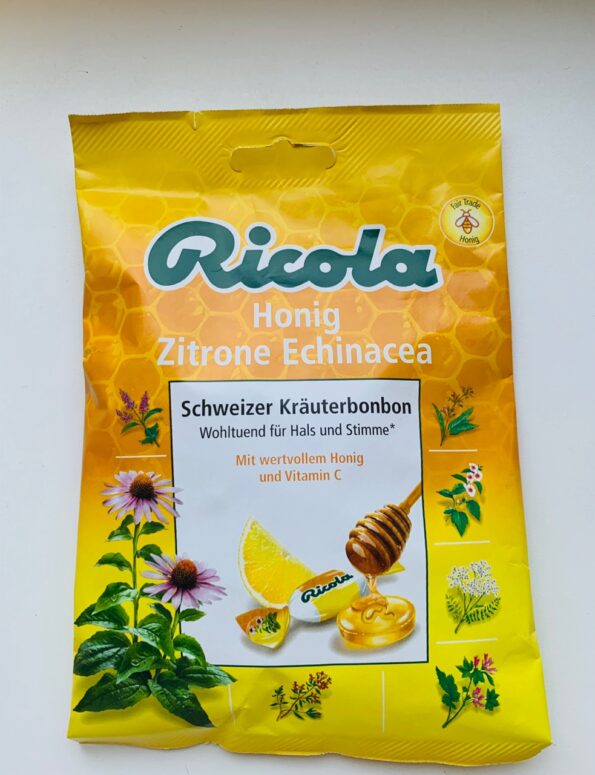 Fair Trade
Honig
Ricola
Honig
Zitrone Echinacea
Schweizer Kräuterbonbon
Wohltuend für Hals und Stimme*
Mit wertvollem Honig
und Vitamin C
Ricola